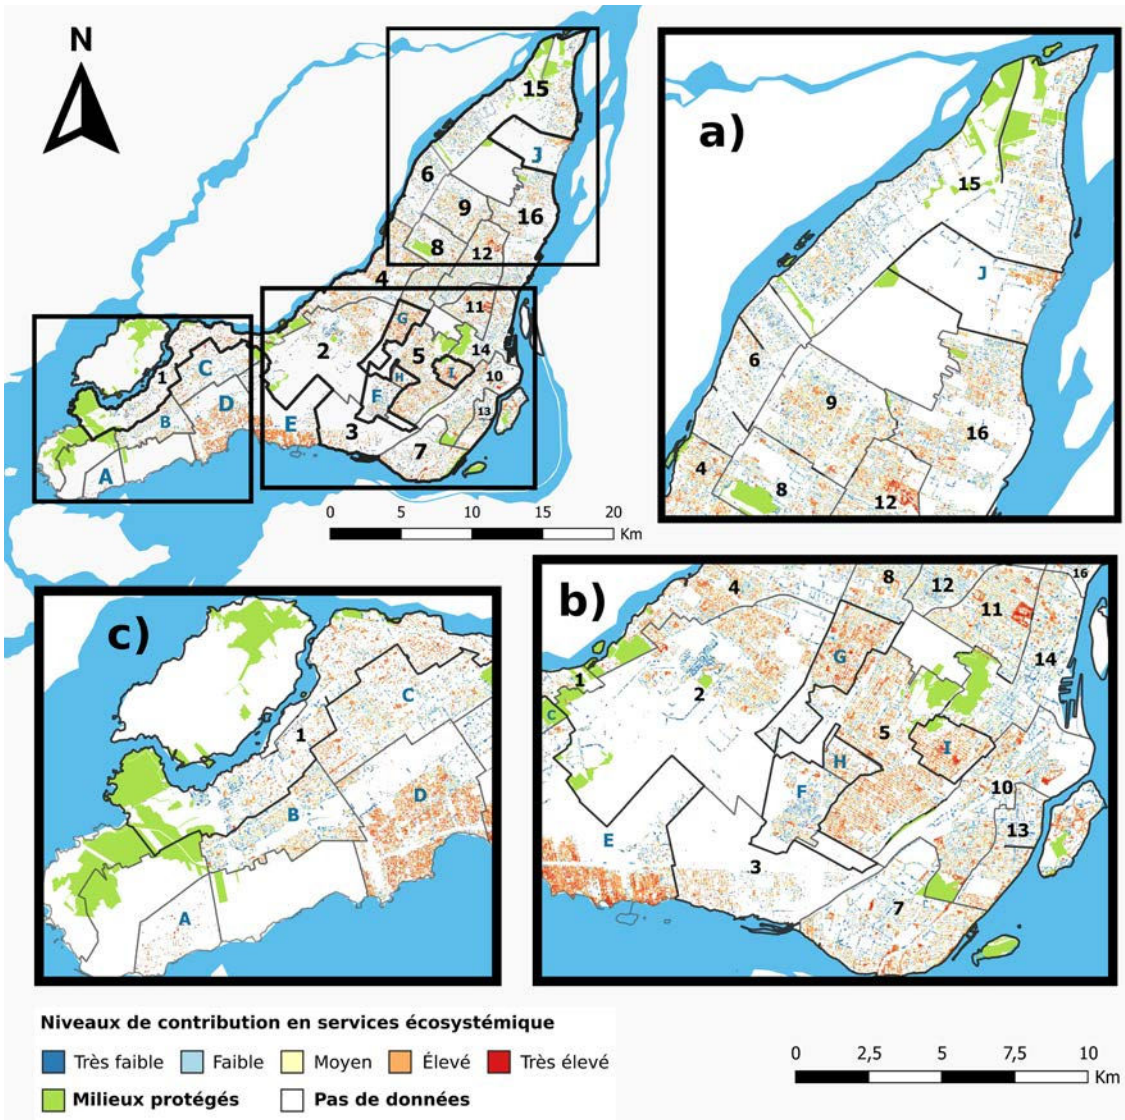 N
15
J
6
9
16
8
12
4
11
G
2
5
14
1
C
H
I
10
F
B
D
13
E
3
A
7
0 5 10 15 20 Km
a)
15
J
6
9
16
4
8
12
b)
4
8
12
16
11
G
14
1
2
C
5
I
H
10
F
13
E
3
7
c)
C
1
D
B
A
Niveaux de contribution en services écosystémique
Très faible Faible Moyen Élevé Très élevé
Milieux protégés Pas de données
0 2,5 5 7,5 10
Km